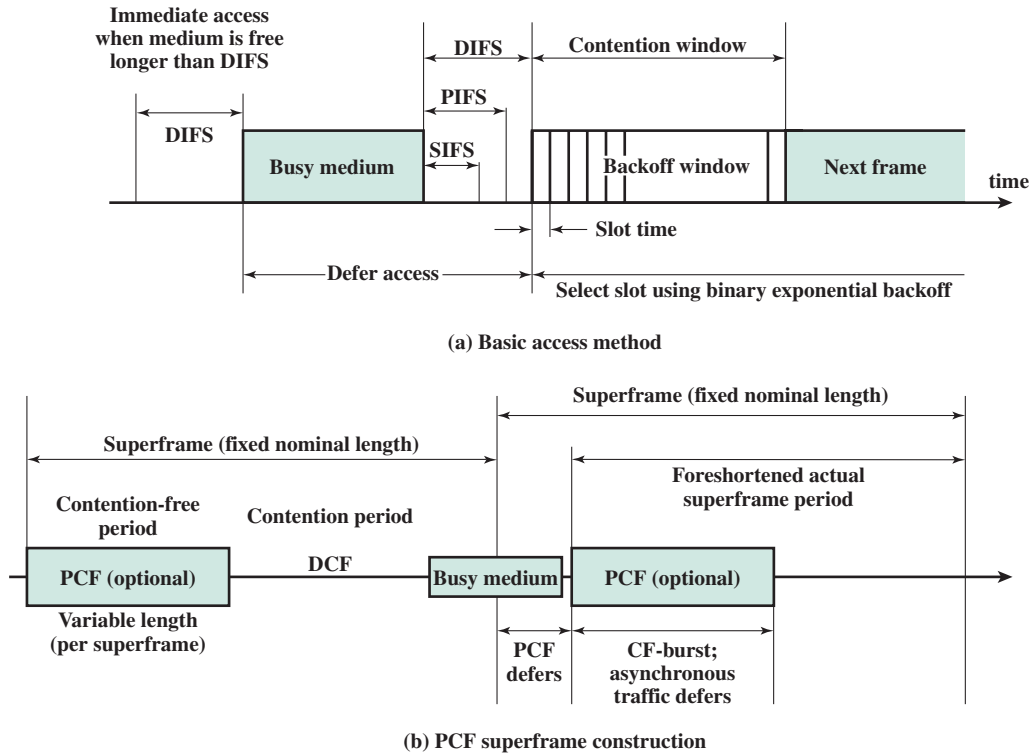 Immediate access
when medium is free
longer than DIFS
DIFS
Contention window
PIFS
DIFS
SIFS
Busy medium
Backoff window
Next frame
time
Slot time
Defer access
Select slot using binary exponential backoff
(a) Basic access method
Superframe (fixed nominal length)
Superframe (fixed nominal length)
Foreshortened actual
superframe period
Contention-free
period
Contention period
PCF (optional)
DCF
Busy medium
PCF (optional)
Variable length
(per superframe)
PCF
defers
CF-burst;
asynchronous
traffic defers
(b) PCF superframe construction